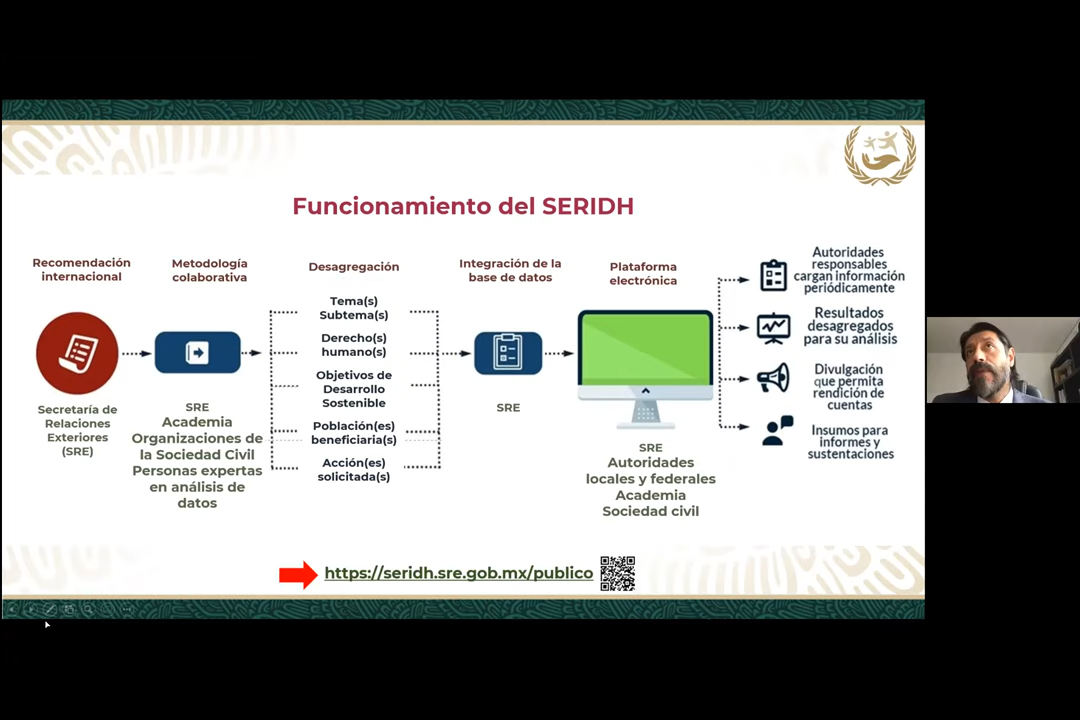 Funcionamiento del SERIDH
Recomendación
internacional
Secretaría de
Relaciones
Exteriores
(SRE)
Metodología
colaborativa
SRE
Academia
Organizaciones de
la Sociedad Civil
Personas expertas
en análisis de
datos
Desagregación
Tema(s)
Subtema(s)
Derecho(s)
humano(s)
Objetivos de
Desarrollo
Sostenible
Población(es)
beneficiaria(s)
Acción(es)
solicitada(s)
Integración de la
base de datos
SRE
Plataforma
electrónica
SRE
Autoridades
locales y federales
Academia
Sociedad civil
Autoridades
responsables
cargan información
periódicamente
Resultados
desagregados
para su análisis
Divulgación
que permita
rendición de
cuentas
Insumos para
informes y
sustentaciones
https://seridh.sre.gob.mx/publico